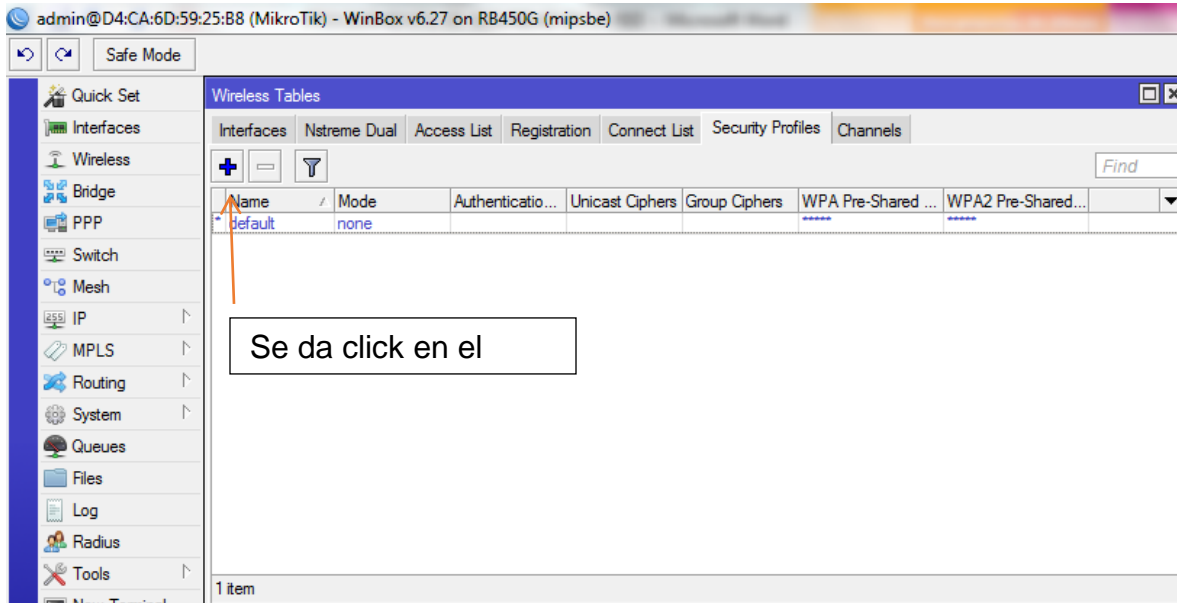 admin@D4:CA:6D:59:25:B8 (MikroTik) - WinBox v6.27 on RB450G (mipsbe)
Safe Mode
Quick Set
Interfaces
Wireless
Bridge
PPP
Switch
Mesh
IP
MPLS
Routing
System
Queues
Files
Log
Radius
Tools
Wireless Tables
Interfaces Nstreme Dual Access List Registration Connect List Security Profiles Channels
Find
Name Mode Authenticatio... Unicast Ciphers Group Ciphers WPA Pre-Shared ... WPA2 Pre-Shared...
* default none ***** *****
Se da click en el
1 item